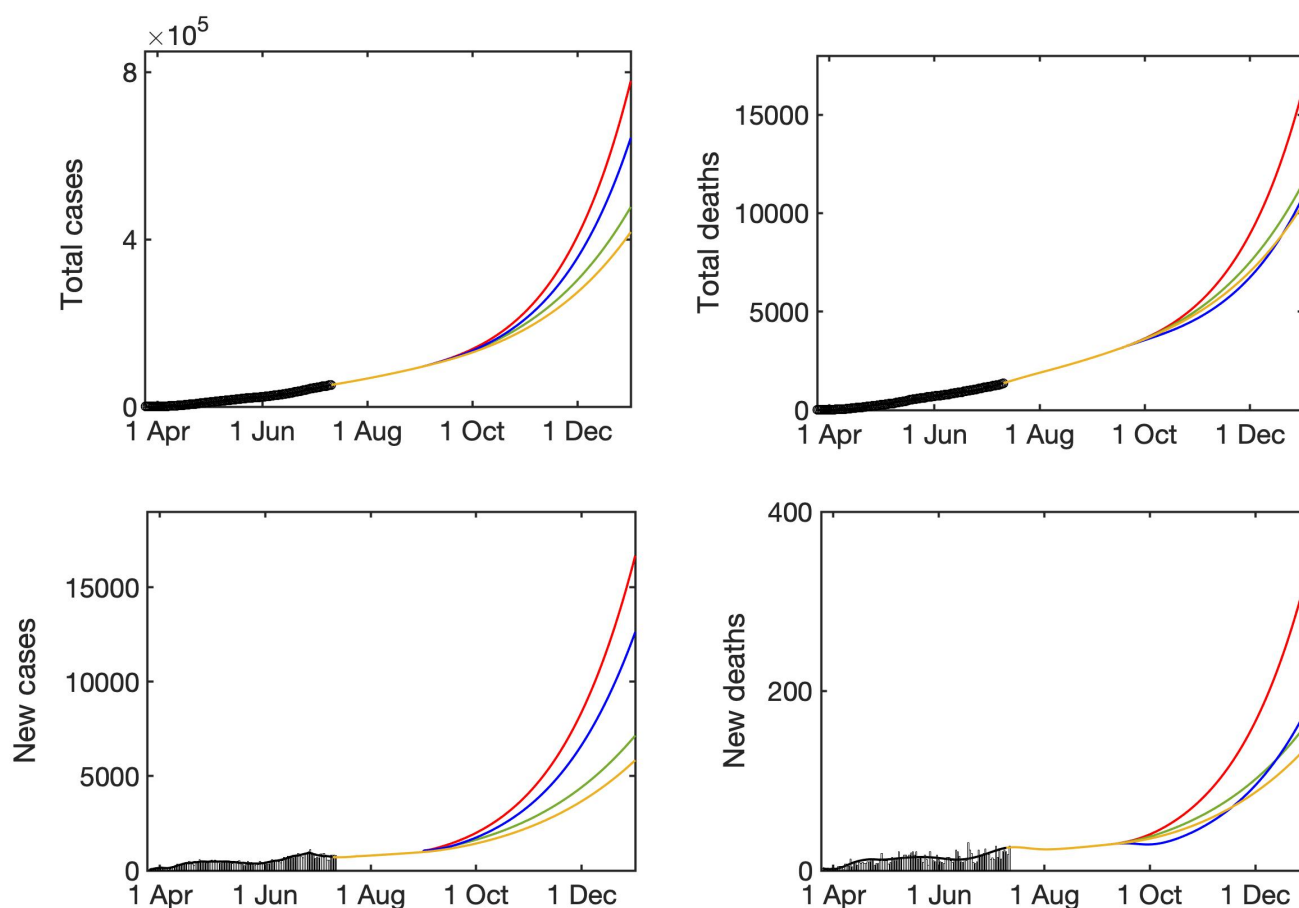 ×10⁵
8
4
0
Total cases
1 Apr 1 Jun 1 Aug 1 Oct 1 Dec
15000
10000
5000
0
Total deaths
1 Apr 1 Jun 1 Aug 1 Oct 1 Dec
15000
10000
5000
0
New cases
1 Apr 1 Jun 1 Aug 1 Oct 1 Dec
400
200
0
New deaths
1 Apr 1 Jun 1 Aug 1 Oct 1 Dec